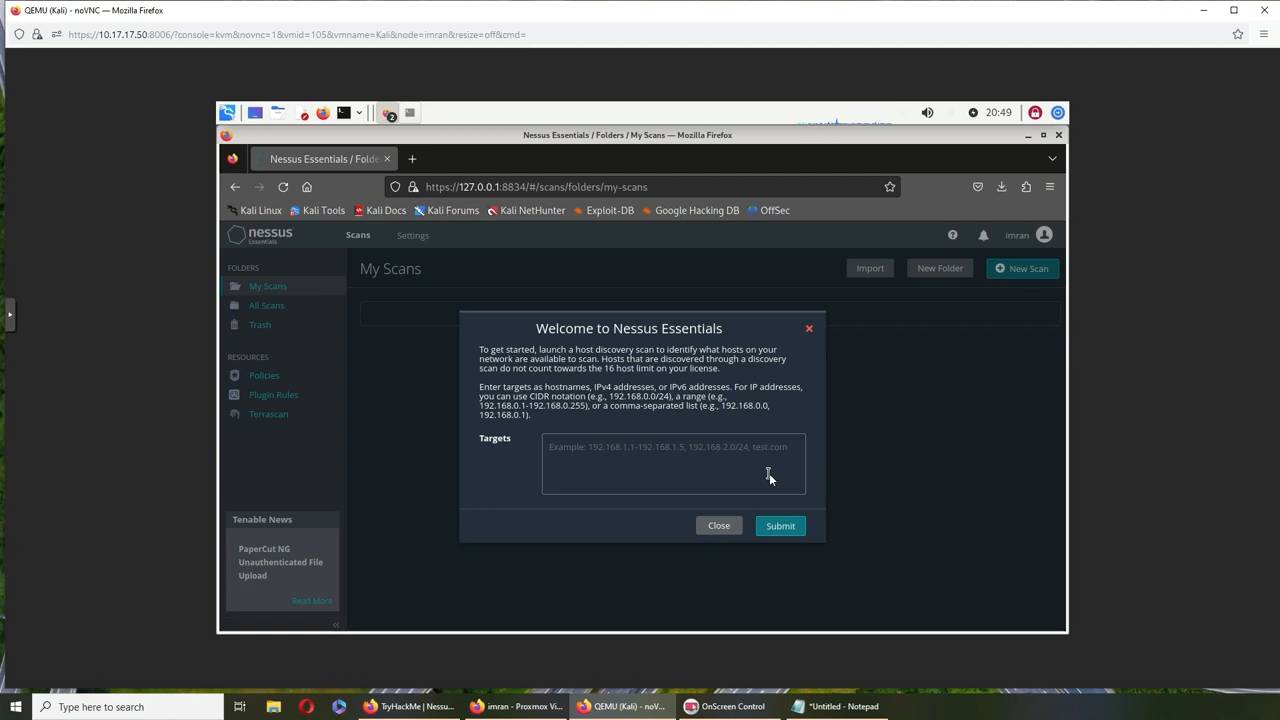 QEMU (Kali) - noVNC — Mozilla Firefox
https://10.17.17.50:8006/?console=kvm&novnc=1&vmid=105&vmname=Kali&node=imran&resize=off&cmd=
2
20:49
Nessus Essentials / Folders / My Scans — Mozilla Firefox
Nessus Essentials / Folde
https://127.0.0.1:8834/#/scans/folders/my-scans
Kali Linux Kali Tools Kali Docs Kali Forums Kali NetHunter Exploit-DB Google Hacking DB OffSec
nessus
Essentials
Scans Settings
imran
FOLDERS
My Scans
All Scans
Trash
RESOURCES
Policies
Plugin Rules
Terrascan
Tenable News
PaperCut NG
Unauthenticated File
Upload
Read More
My Scans
Import New Folder New Scan
Welcome to Nessus Essentials
To get started, launch a host discovery scan to identify what hosts on your
network are available to scan. Hosts that are discovered through a discovery
scan do not count towards the 16 host limit on your license.
Enter targets as hostnames, IPv4 addresses, or IPv6 addresses. For IP addresses,
you can use CIDR notation (e.g., 192.168.0.0/24), a range (e.g.,
192.168.0.1-192.168.0.255), or a comma-separated list (e.g., 192.168.0.0,
192.168.0.1).
Targets
Example: 192.168.1.1-192.168.1.5, 192.168.2.0/24, test.com
Close Submit
Type here to search
TryHackMe | Nessu...
imran - Proxmox Vi...
QEMU (Kali) - noV...
OnScreen Control
*Untitled - Notepad